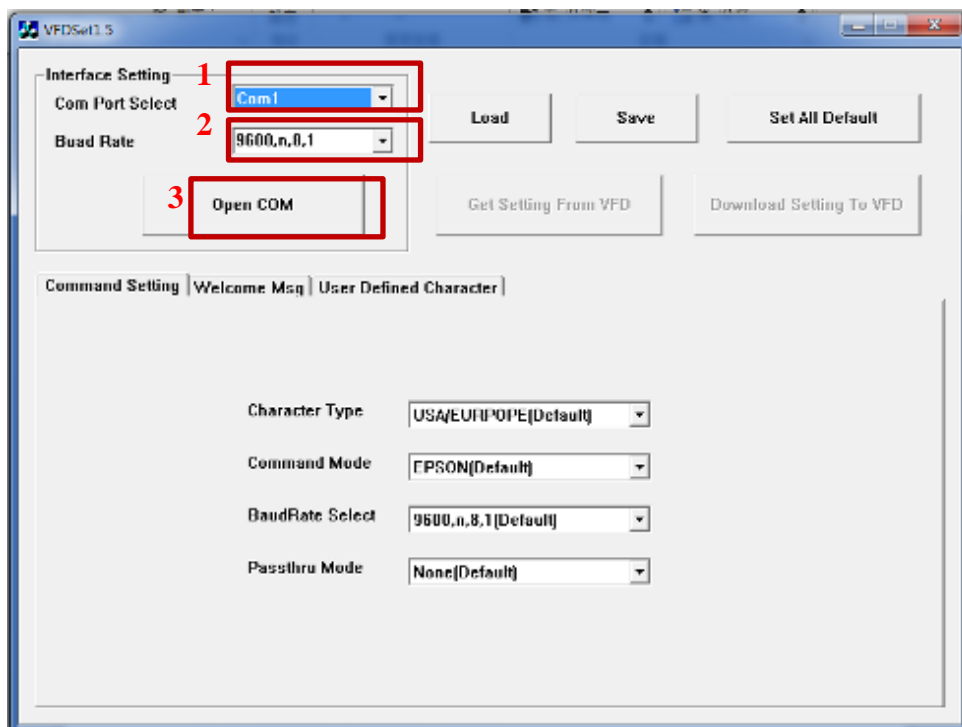 VFDSet1.5
Interface Setting
1
Com Port Select Com1
2
Buad Rate 9600,n,8,1
3
Open COM
Load Save Set All Default
Get Setting From VFD Download Setting To VFD
Command Setting Welcome Msg User Defined Character
Character Type USA/EURPOPE(Default)
Command Mode EPSON(Default)
BaudRate Select 9600,n,8,1(Default)
Passthru Mode None(Default)